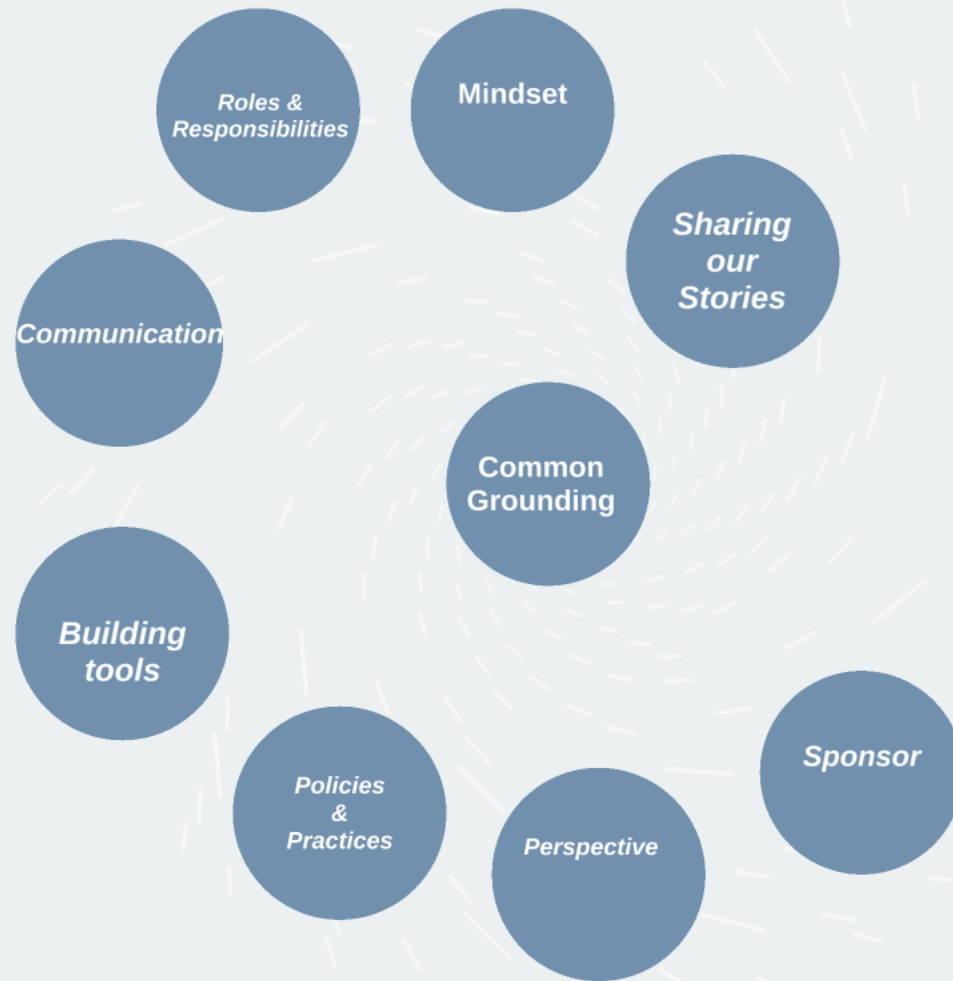 Roles &
Responsibilities
Mindset
Sharing
our
Stories
Communication
Common
Grounding
Building
tools
Sponsor
Policies
&
Practices
Perspective